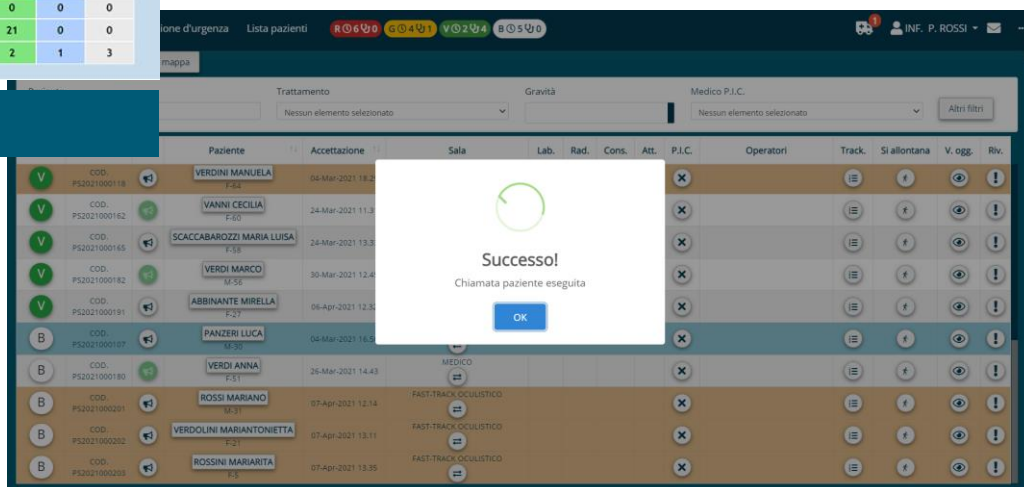 0 0 0
21 0 0
2 1 3
ione d'urgenza Lista pazienti R 6 0 G 4 1 V 2 4 B 5 0 1 INF. P. ROSSI
mappa
Trattamento Gravità Medico P.I.C.
Nessun elemento selezionato Nessun elemento selezionato Altri filtri
Paziente Accettazione Sala Lab. Rad. Cons. Att. P.I.C. Operatori Track. Si allontana V. ogg. Riv.
V COD. PS2021000118 VERDINI MANUELA F-64 04-Mar-2021 18.2
V COD. PS2021000162 VANNI CECILIA F-60 24-Mar-2021 11.3
V COD. PS2021000165 SCACCABAROZZI MARIA LUISA F-58 24-Mar-2021 13.3
V COD. PS2021000182 VERDI MARCO M-56 30-Mar-2021 12.4
V COD. PS2021000191 ABBINANTE MIRELLA F-27 06-Apr-2021 12.5
B COD. PS2021000107 PANZERI LUCA M-30 04-Mar-2021 16.5
B COD. PS2021000180 VERDI ANNA F-51 26-Mar-2021 14.43 MEDICO
B COD. PS2021000201 ROSSI MARIANO M-31 07-Apr-2021 12.14 FAST-TRACK OCULISTICO
B COD. PS2021000202 VERDOLINI MARIANTONIETTA F-21 07-Apr-2021 13.11 FAST-TRACK OCULISTICO
B COD. PS2021000203 ROSSINI MARIARITA F-5 07-Apr-2021 13.35 FAST-TRACK OCULISTICO
Successo!
Chiamata paziente eseguita
OK